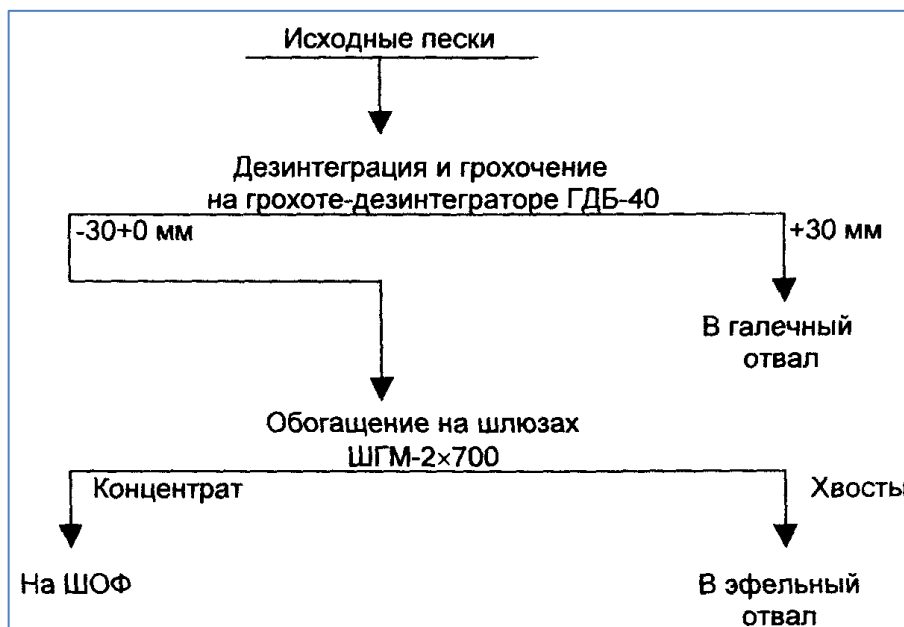 Исходные пески
Дезинтеграция и грохочение
на грохоте-дезинтеграторе ГДБ-40
-30+0 мм
+30 мм
В галечный
отвал
Обогащение на шлюзах
ШГМ-2×700
Концентрат
Хвосты
На ШОФ
В эфельный
отвал